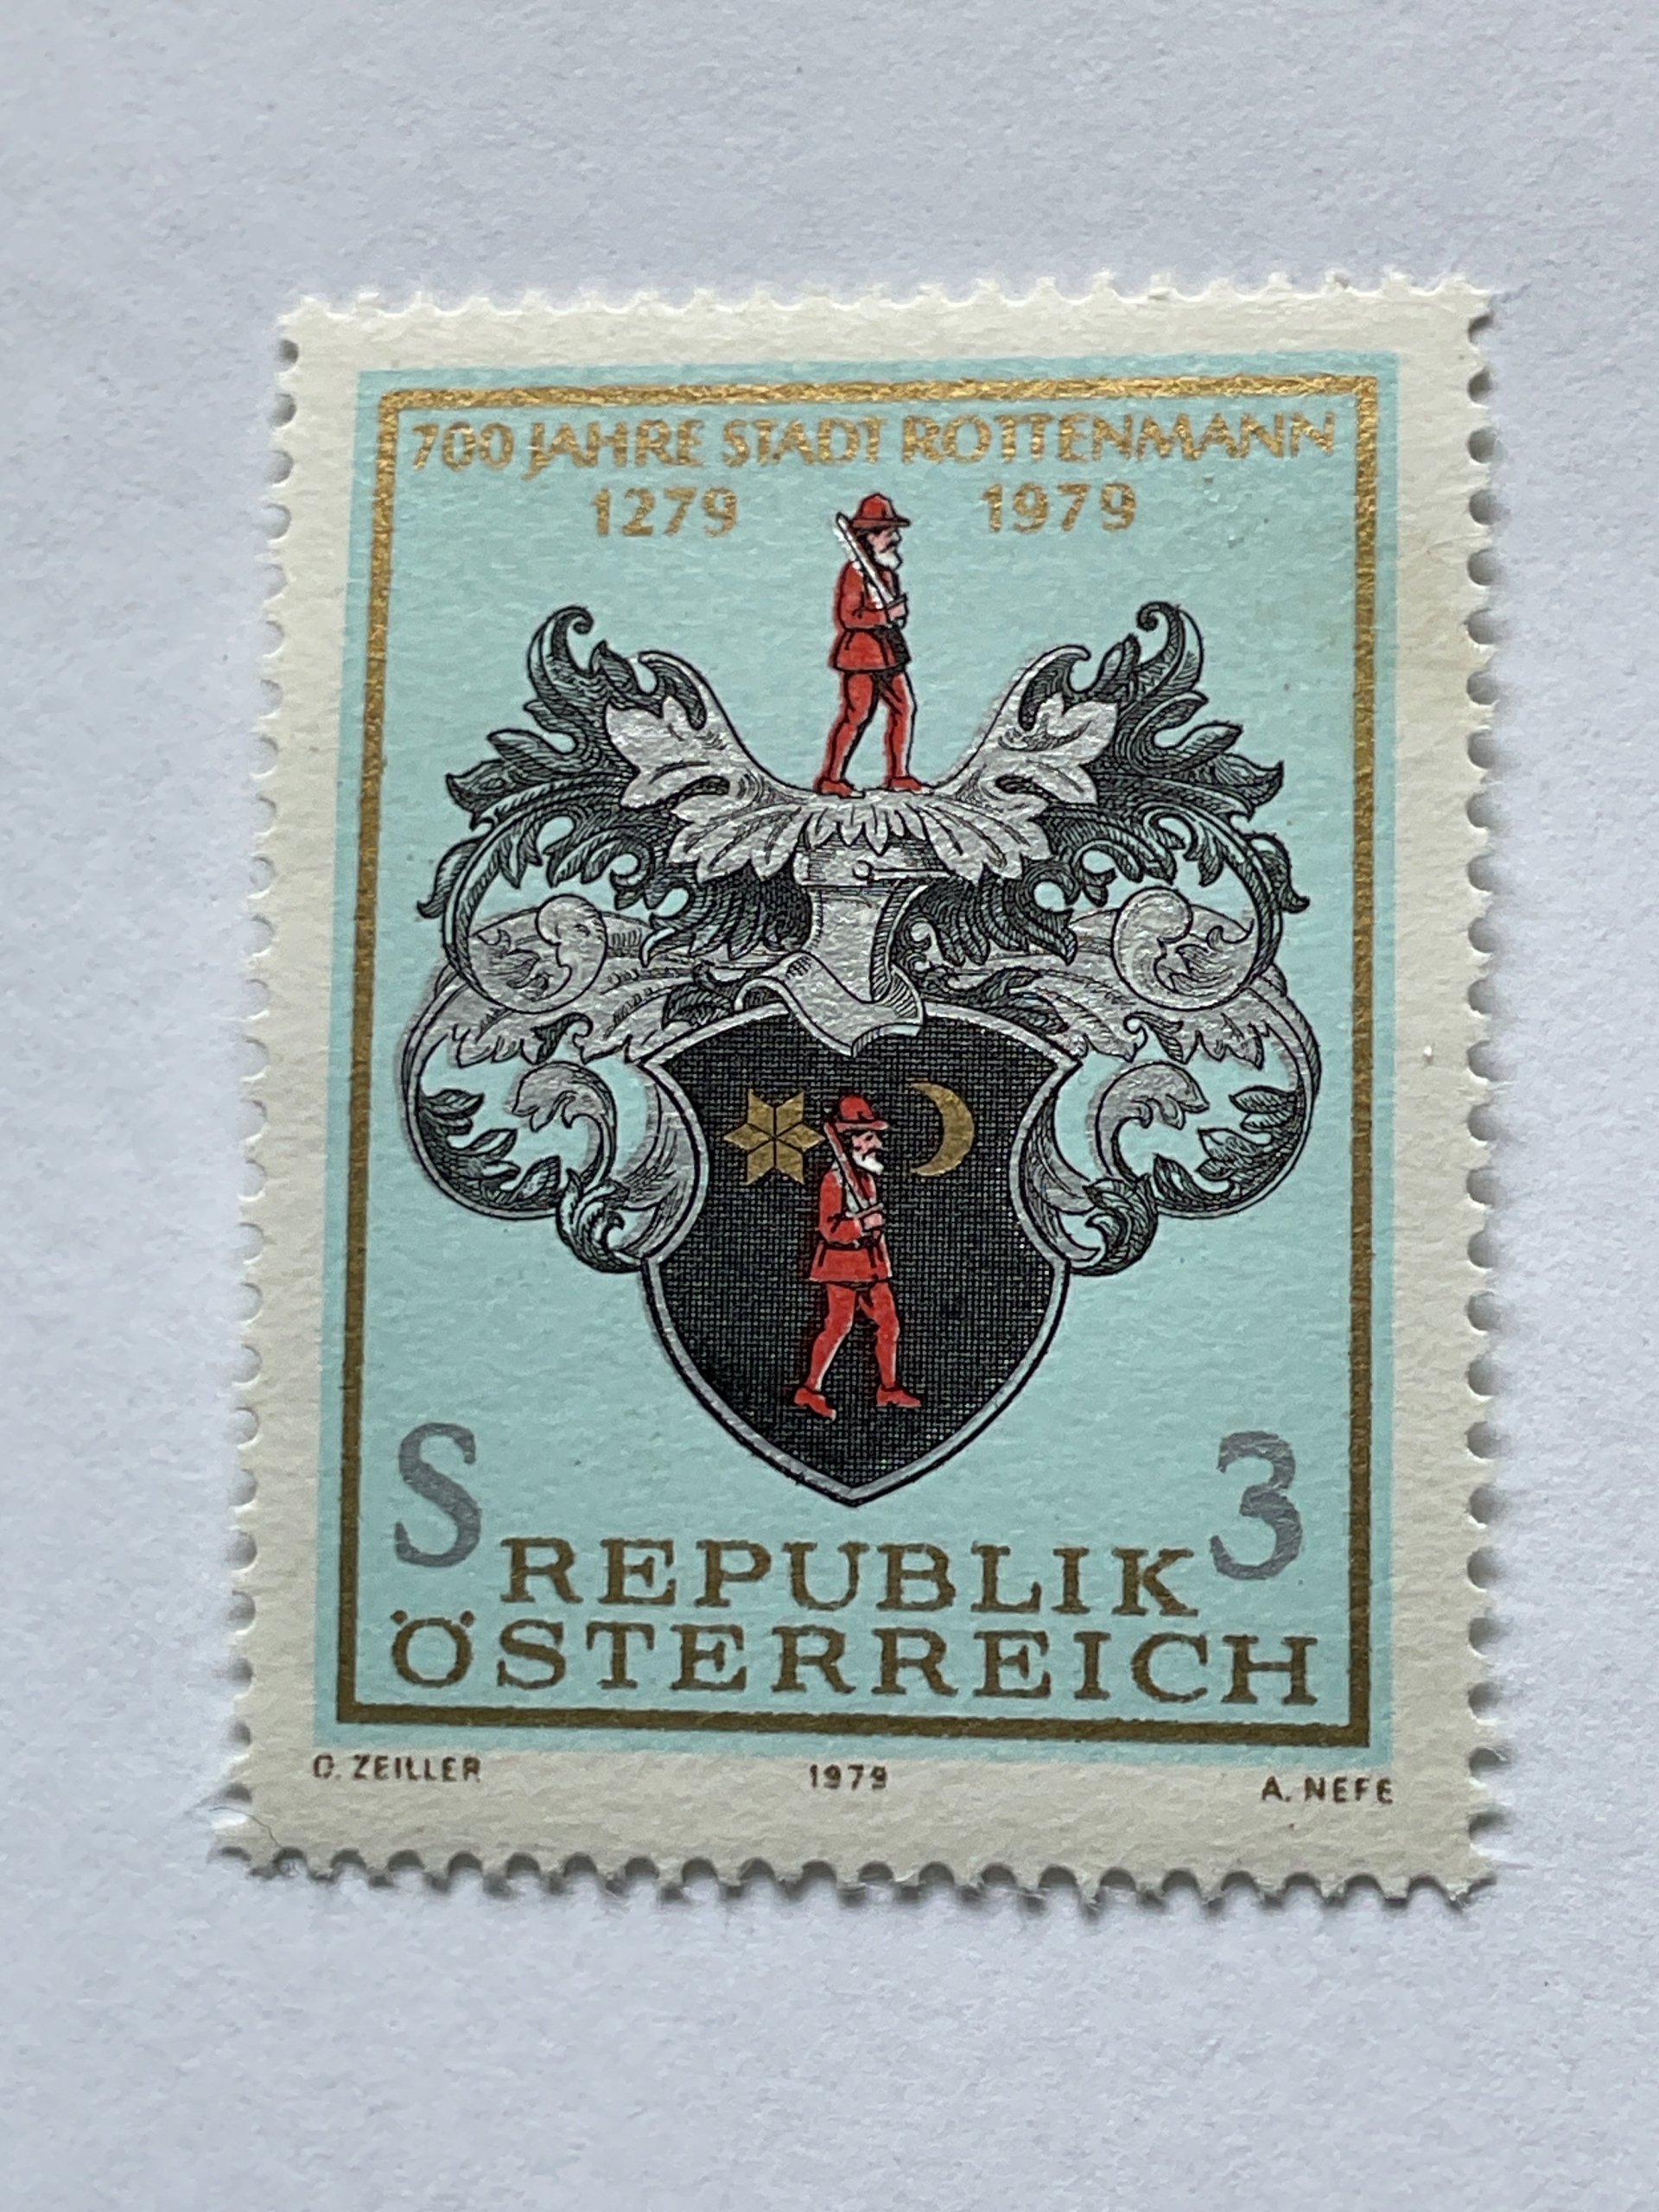 700 JAHRE STADT ROTTENMANN
1279 1979
S 3
REPUBLIK
ÖSTERREICH
O. ZEILLER 1979 A. NEFE